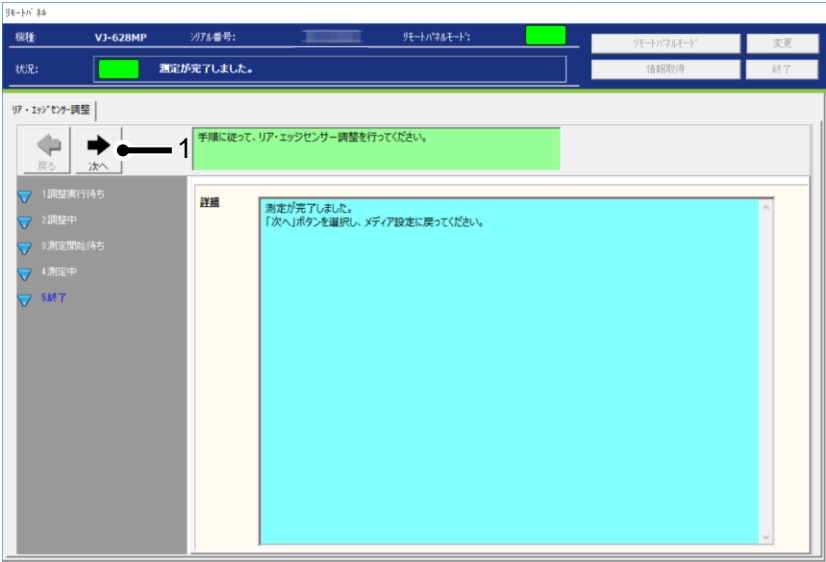 リモートパネル
機種: VJ-628MP シリアル番号: リモートパネルモード: リモートパネルモード 変更
状況: 測定が完了しました。 情報取得 終了
リア・エッジセンサー調整
戻る 次へ 1 手順に従って、リア・エッジセンサー調整を行ってください。
1.調整実行待ち
2.調整中
3.測定開始待ち
4.測定中
5.終了
詳細
測定が完了しました。
「次へ」ボタンを選択し、メディア設定に戻ってください。